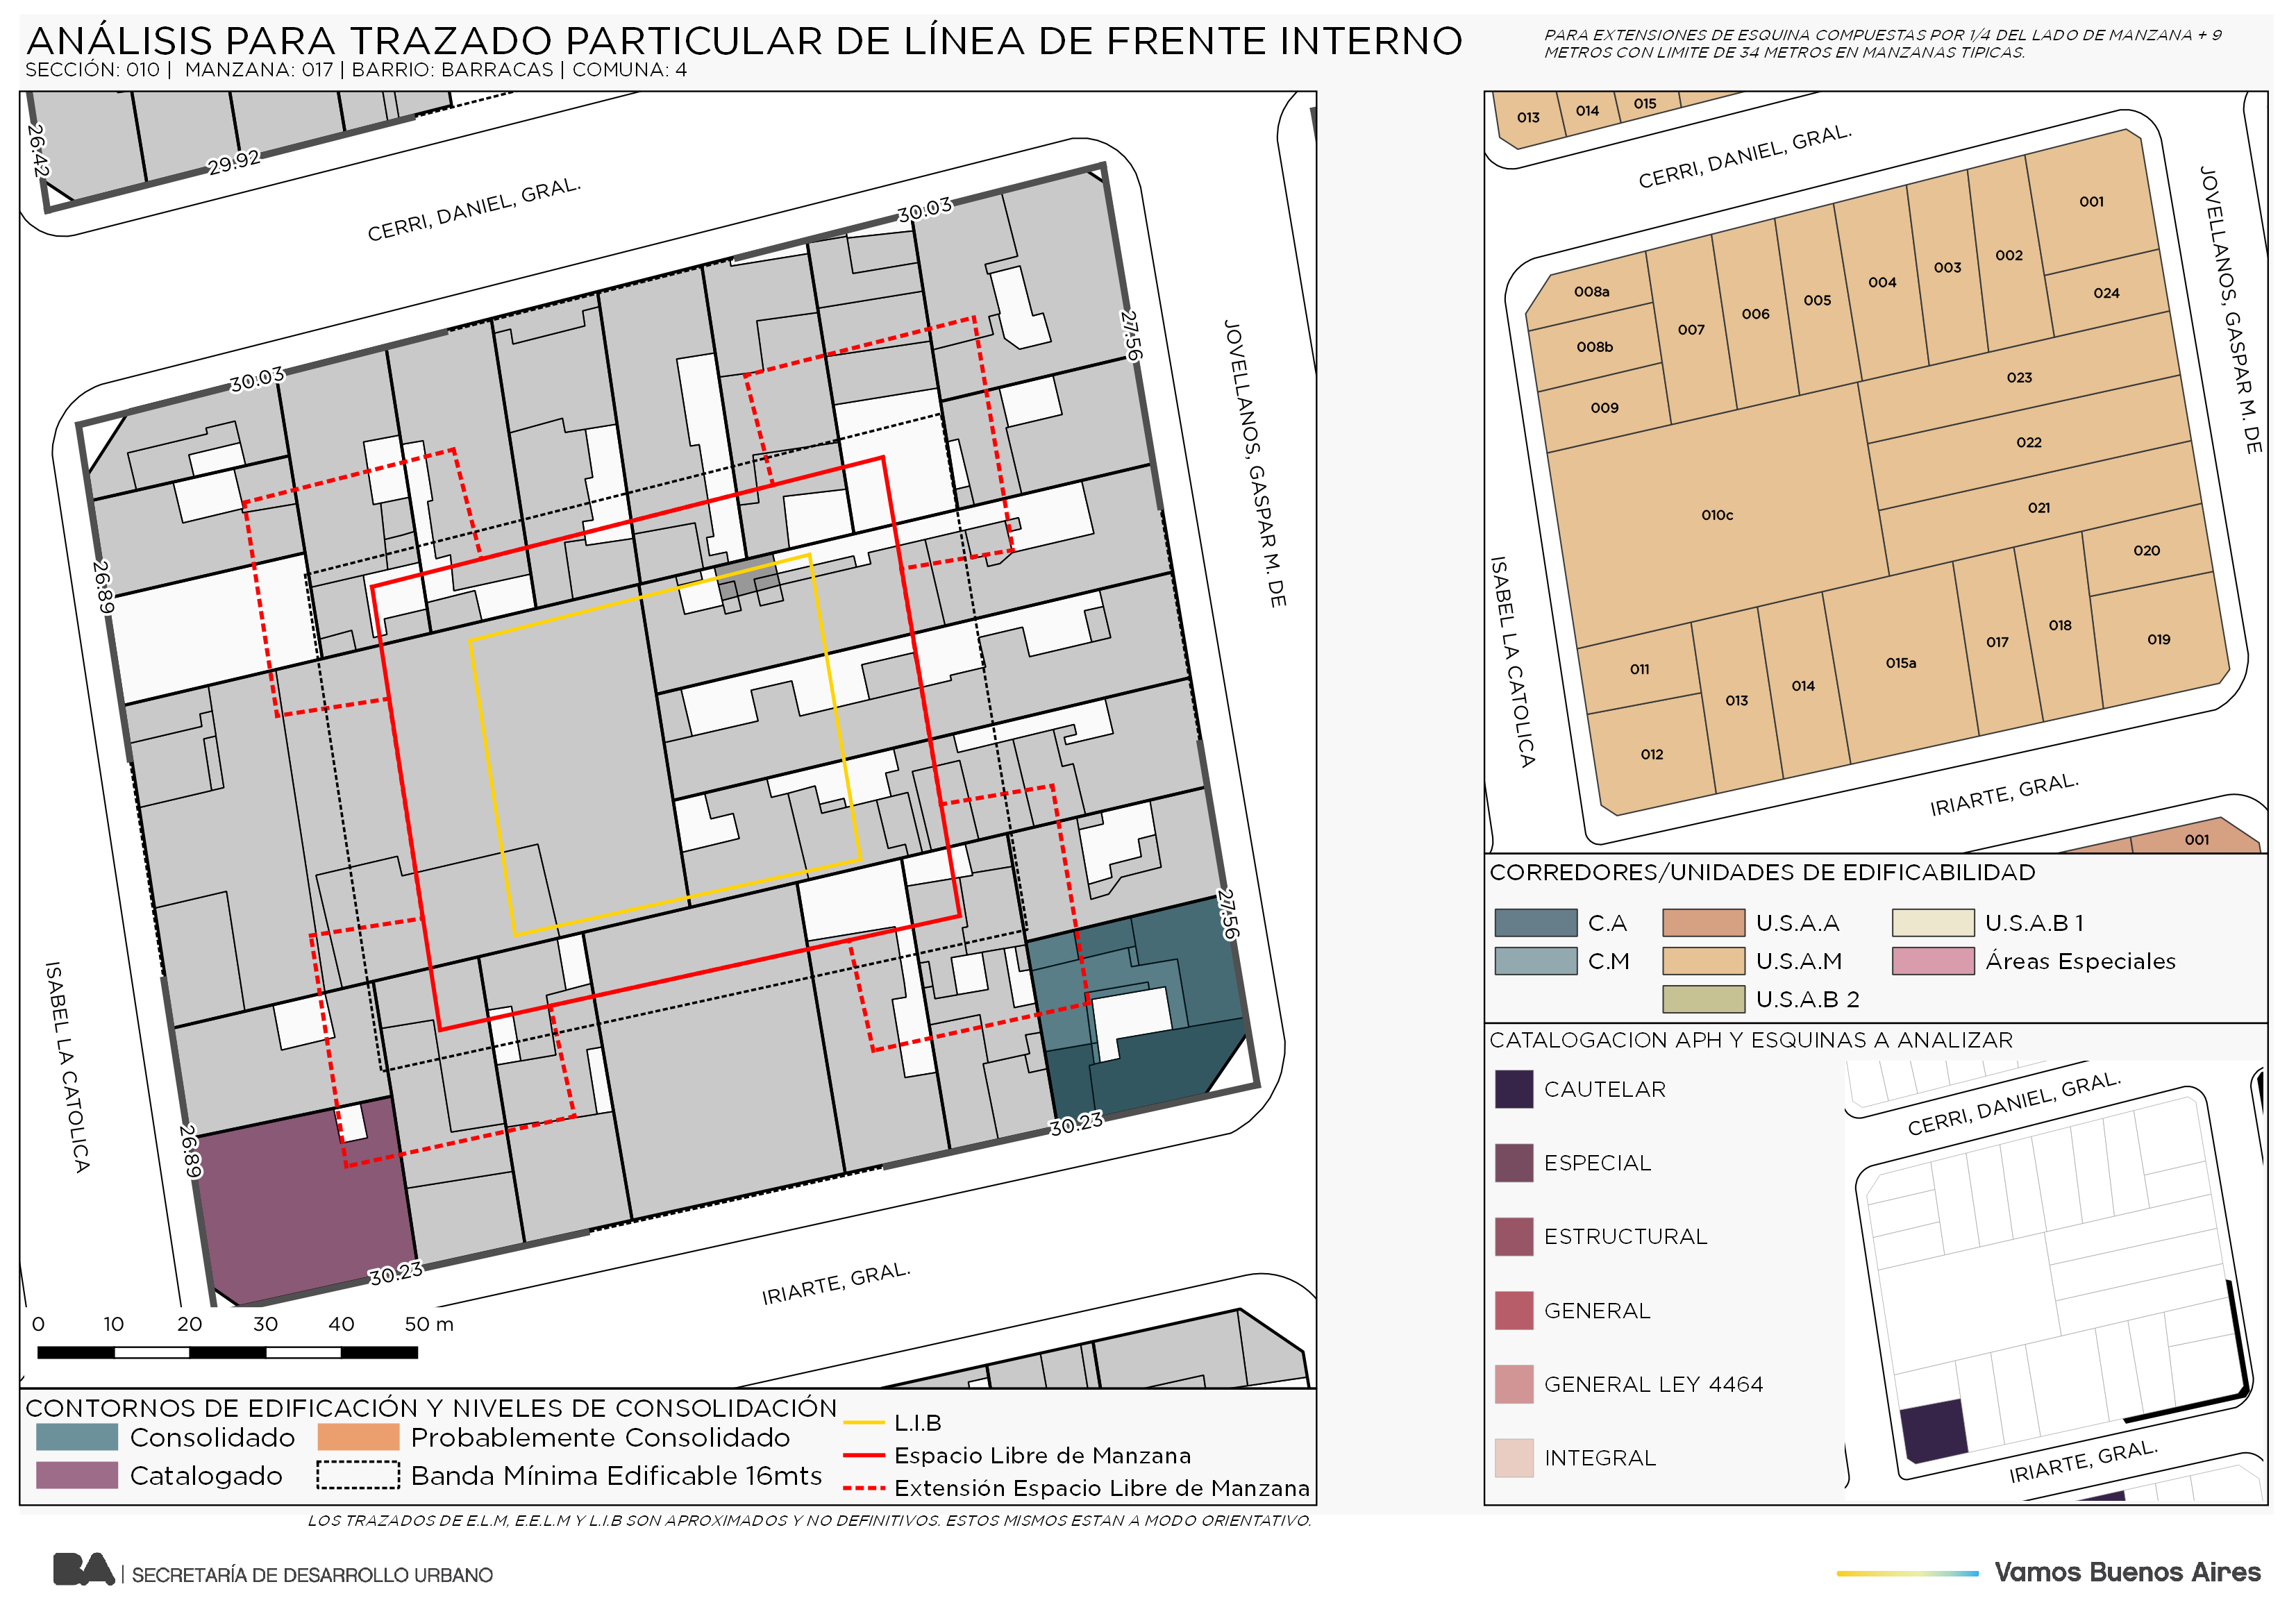 ANÁLISIS PARA TRAZADO PARTICULAR DE LÍNEA DE FRENTE INTERNO
SECCIÓN: 010 | MANZANA: 017 | BARRIO: BARRACAS | COMUNA: 4
PARA EXTENSIONES DE ESQUINA COMPUESTAS POR 1/4 DEL LADO DE MANZANA + 9
METROS CON LIMITE DE 34 METROS EN MANZANAS TIPICAS.
26.42
29.92
CERRI, DANIEL, GRAL.
30.03
30.03
27.56
JOVELLANOS, GASPAR M. DE
26.89
27.56
ISABEL LA CATOLICA
26.89
30.23
30.23
IRIARTE, GRAL.
0 10 20 30 40 50 m
CONTORNOS DE EDIFICACIÓN Y NIVELES DE CONSOLIDACIÓN
Consolidado
Probablemente Consolidado
Catalogado
Banda Mínima Edificable 16mts
L.I.B
Espacio Libre de Manzana
Extensión Espacio Libre de Manzana
LOS TRAZADOS DE E.L.M, E.E.L.M Y L.I.B SON APROXIMADOS Y NO DEFINITIVOS. ESTOS MISMOS ESTAN A MODO ORIENTATIVO.
013
014
015
CERRI, DANIEL, GRAL.
JOVELLANOS, GASPAR M. DE
001
002
003
004
005
006
007
008a
008b
009
024
023
022
021
010c
020
019
018
017
015a
014
013
011
012
ISABEL LA CATOLICA
IRIARTE, GRAL.
001
CORREDORES/UNIDADES DE EDIFICABILIDAD
C.A
U.S.A.A
U.S.A.B 1
C.M
U.S.A.M
Áreas Especiales
U.S.A.B 2
CATALOGACION APH Y ESQUINAS A ANALIZAR
CAUTELAR
ESPECIAL
ESTRUCTURAL
GENERAL
GENERAL LEY 4464
INTEGRAL
CERRI, DANIEL, GRAL.
IRIARTE, GRAL.
BA | SECRETARÍA DE DESARROLLO URBANO
Vamos Buenos Aires